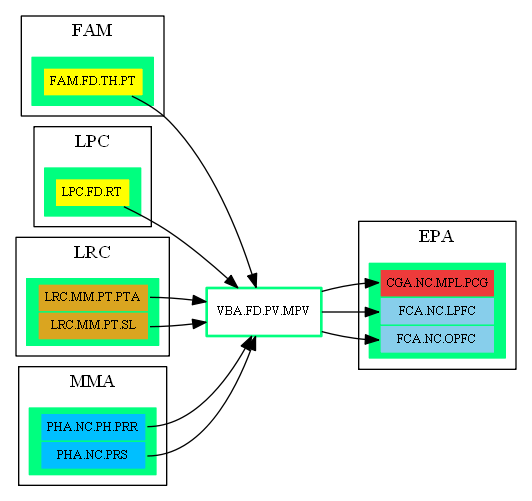 FAM
FAM.FD.TH.PT
LPC
LPC.FD.RT
LRC
LRC.MM.PT.PTA
LRC.MM.PT.SL
MMA
PHA.NC.PH.PRR
PHA.NC.PRS
VBA.FD.PV.MPV
EPA
CGA.NC.MPL.PCG
FCA.NC.LPFC
FCA.NC.OPFC